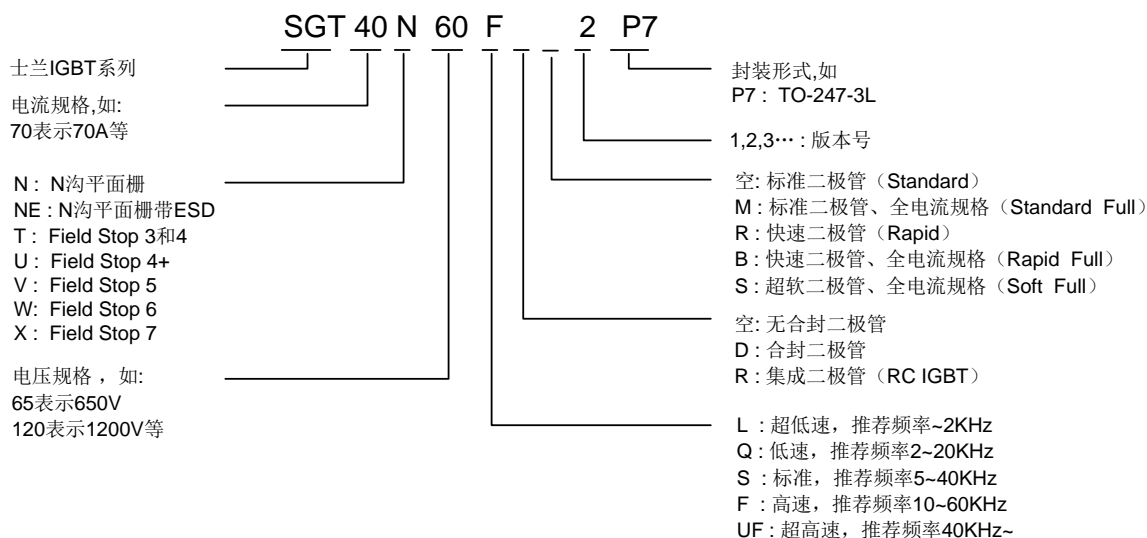 SGT 40 N 60 F _ _ 2 P7
士兰IGBT系列
电流规格,如:
70表示70A等
N : N沟平面栅
NE : N沟平面栅带ESD
T : Field Stop 3和4
U : Field Stop 4+
V : Field Stop 5
W: Field Stop 6
X : Field Stop 7
电压规格 ，如:
65表示650V
120表示1200V等
封装形式,如
P7 : TO-247-3L
1,2,3… : 版本号
空: 标准二极管（Standard）
M : 标准二极管、全电流规格（Standard Full）
R : 快速二极管（Rapid）
B : 快速二极管、全电流规格（Rapid Full）
S : 超软二极管、全电流规格（Soft Full）
空: 无合封二极管
D : 合封二极管
R : 集成二极管（RC IGBT）
L : 超低速，推荐频率~2KHz
Q : 低速，推荐频率2~20KHz
S : 标准，推荐频率5~40KHz
F : 高速，推荐频率10~60KHz
UF : 超高速，推荐频率40KHz~